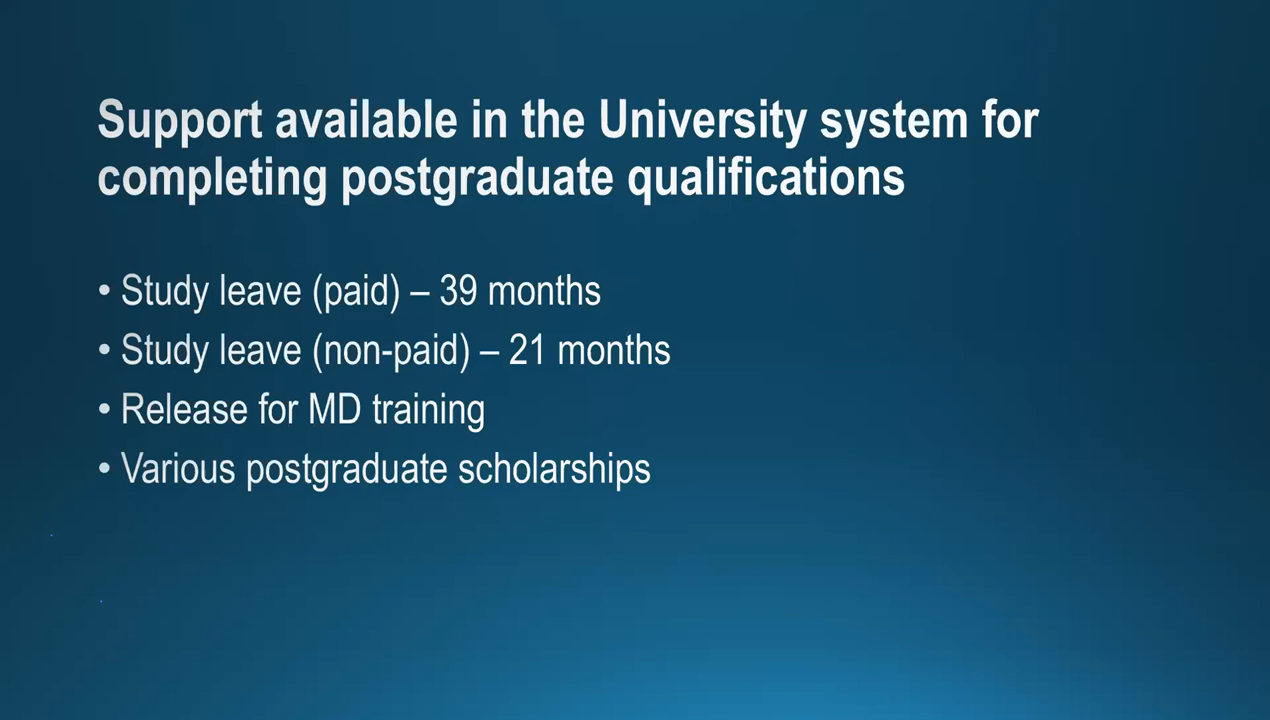 Support available in the University system for
completing postgraduate qualifications
• Study leave (paid) – 39 months
• Study leave (non-paid) – 21 months
• Release for MD training
• Various postgraduate scholarships